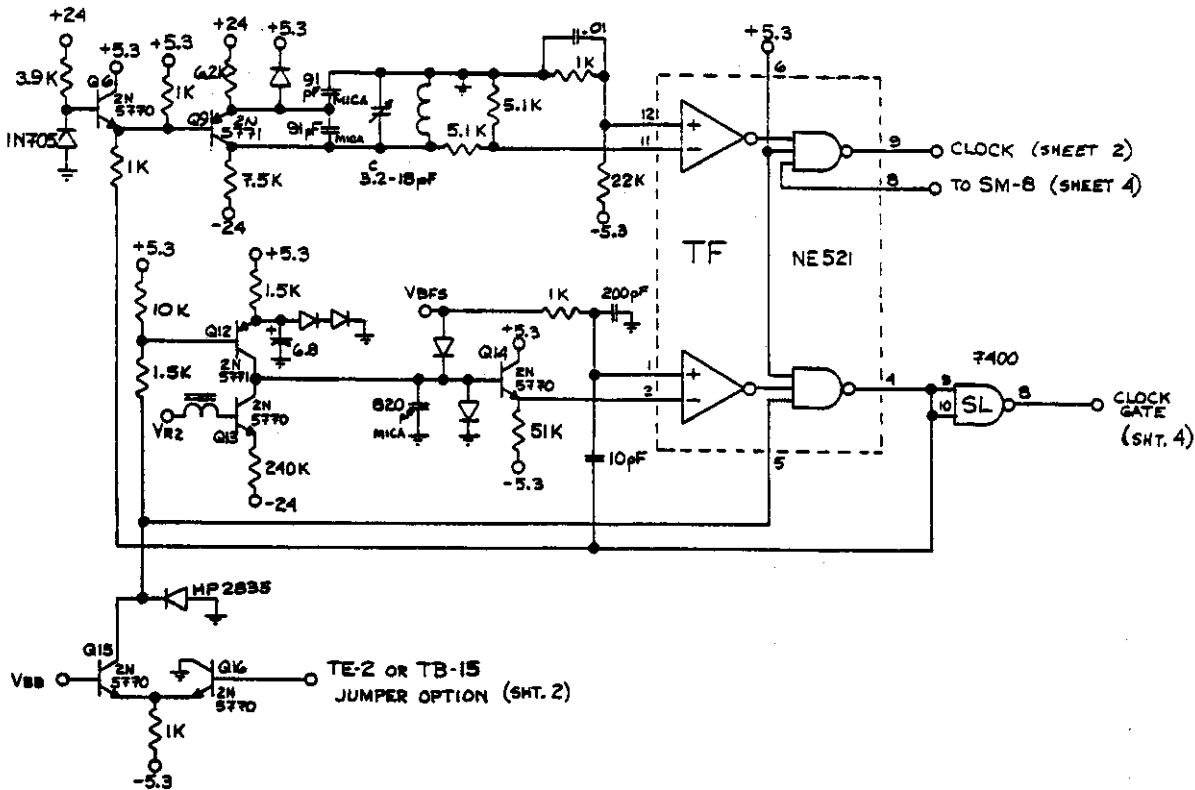 +24
+5.3
+5.3
+24
+5.3
.01
+5.3
3.9K
Q6
2N
5770
1K
6.2K
91
pF
MICA
1K
6
1N705
Q9
2N
5771
91pF
MICA
5.1K
5.1K
12
+
11
-
1K
7.5K
-24
C
3.2-18pF
22K
-5.3
9
CLOCK (SHEET 2)
8
TO SM-8 (SHEET 4)
TF
NE521
+5.3
+5.3
10K
1.5K
VBFS
1K
200pF
Q12
2N
5771
+
6.8
Q14
2N
5770
+5.3
1
+
2
-
4
7400
9
10
SL
8
CLOCK
GATE
(SHT. 4)
1.5K
VR2
Q13
2N
5770
820
pF
MICA
51K
-5.3
10pF
5
240K
-24
HP2835
Q15
2N
5770
VBB
Q16
2N
5770
TE-2 OR TB-15
JUMPER OPTION (SHT. 2)
1K
-5.3